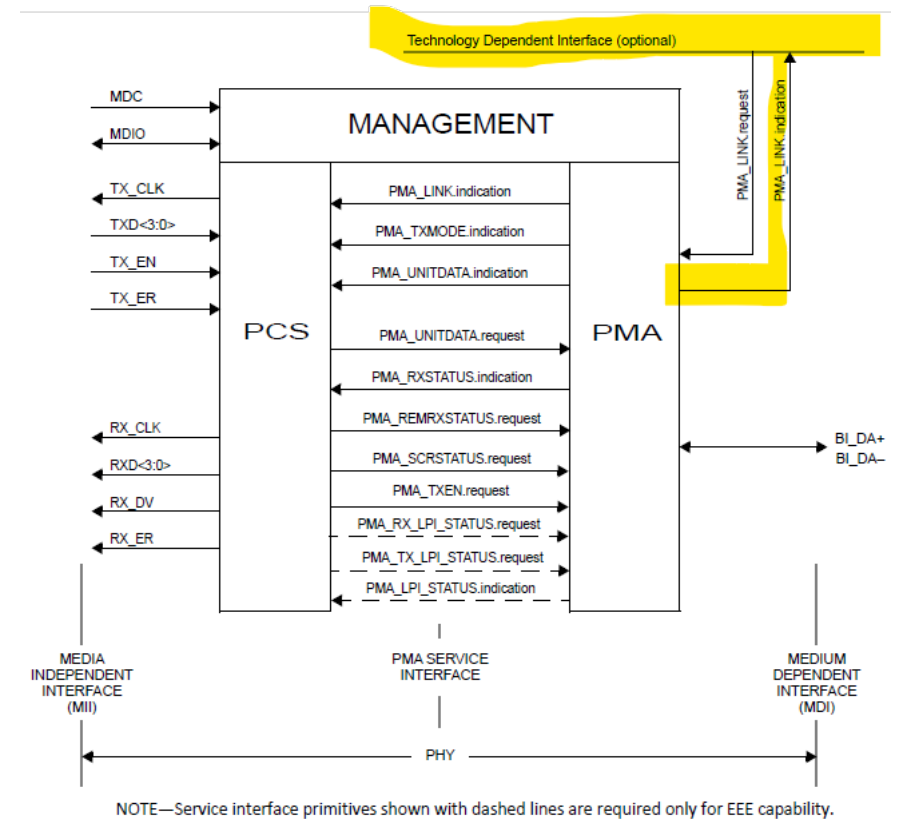 Technology Dependent Interface (optional)
MDC
MDIO
MANAGEMENT
PMA_LINK.request
PMA_LINK.indication
TX_CLK
TXD<3:0>
TX_EN
TX_ER
PCS
PMA_LINK.indication
PMA_TXMODE.indication
PMA_UNITDATA.indication
PMA_UNITDATA.request
PMA_RXSTATUS.indication
PMA_REMRXSTATUS.request
PMA_SCRSTATUS.request
PMA_TXEN.request
PMA_RX_LPI_STATUS.request
PMA_TX_LPI_STATUS.request
PMA_LPI_STATUS.indication
PMA
RX_CLK
RXD<3:0>
RX_DV
RX_ER
BI_DA+
BI_DA–
MEDIA
INDEPENDENT
INTERFACE
(MII)
PMA SERVICE
INTERFACE
MEDIUM
DEPENDENT
INTERFACE
(MDI)
PHY
NOTE—Service interface primitives shown with dashed lines are required only for EEE capability.